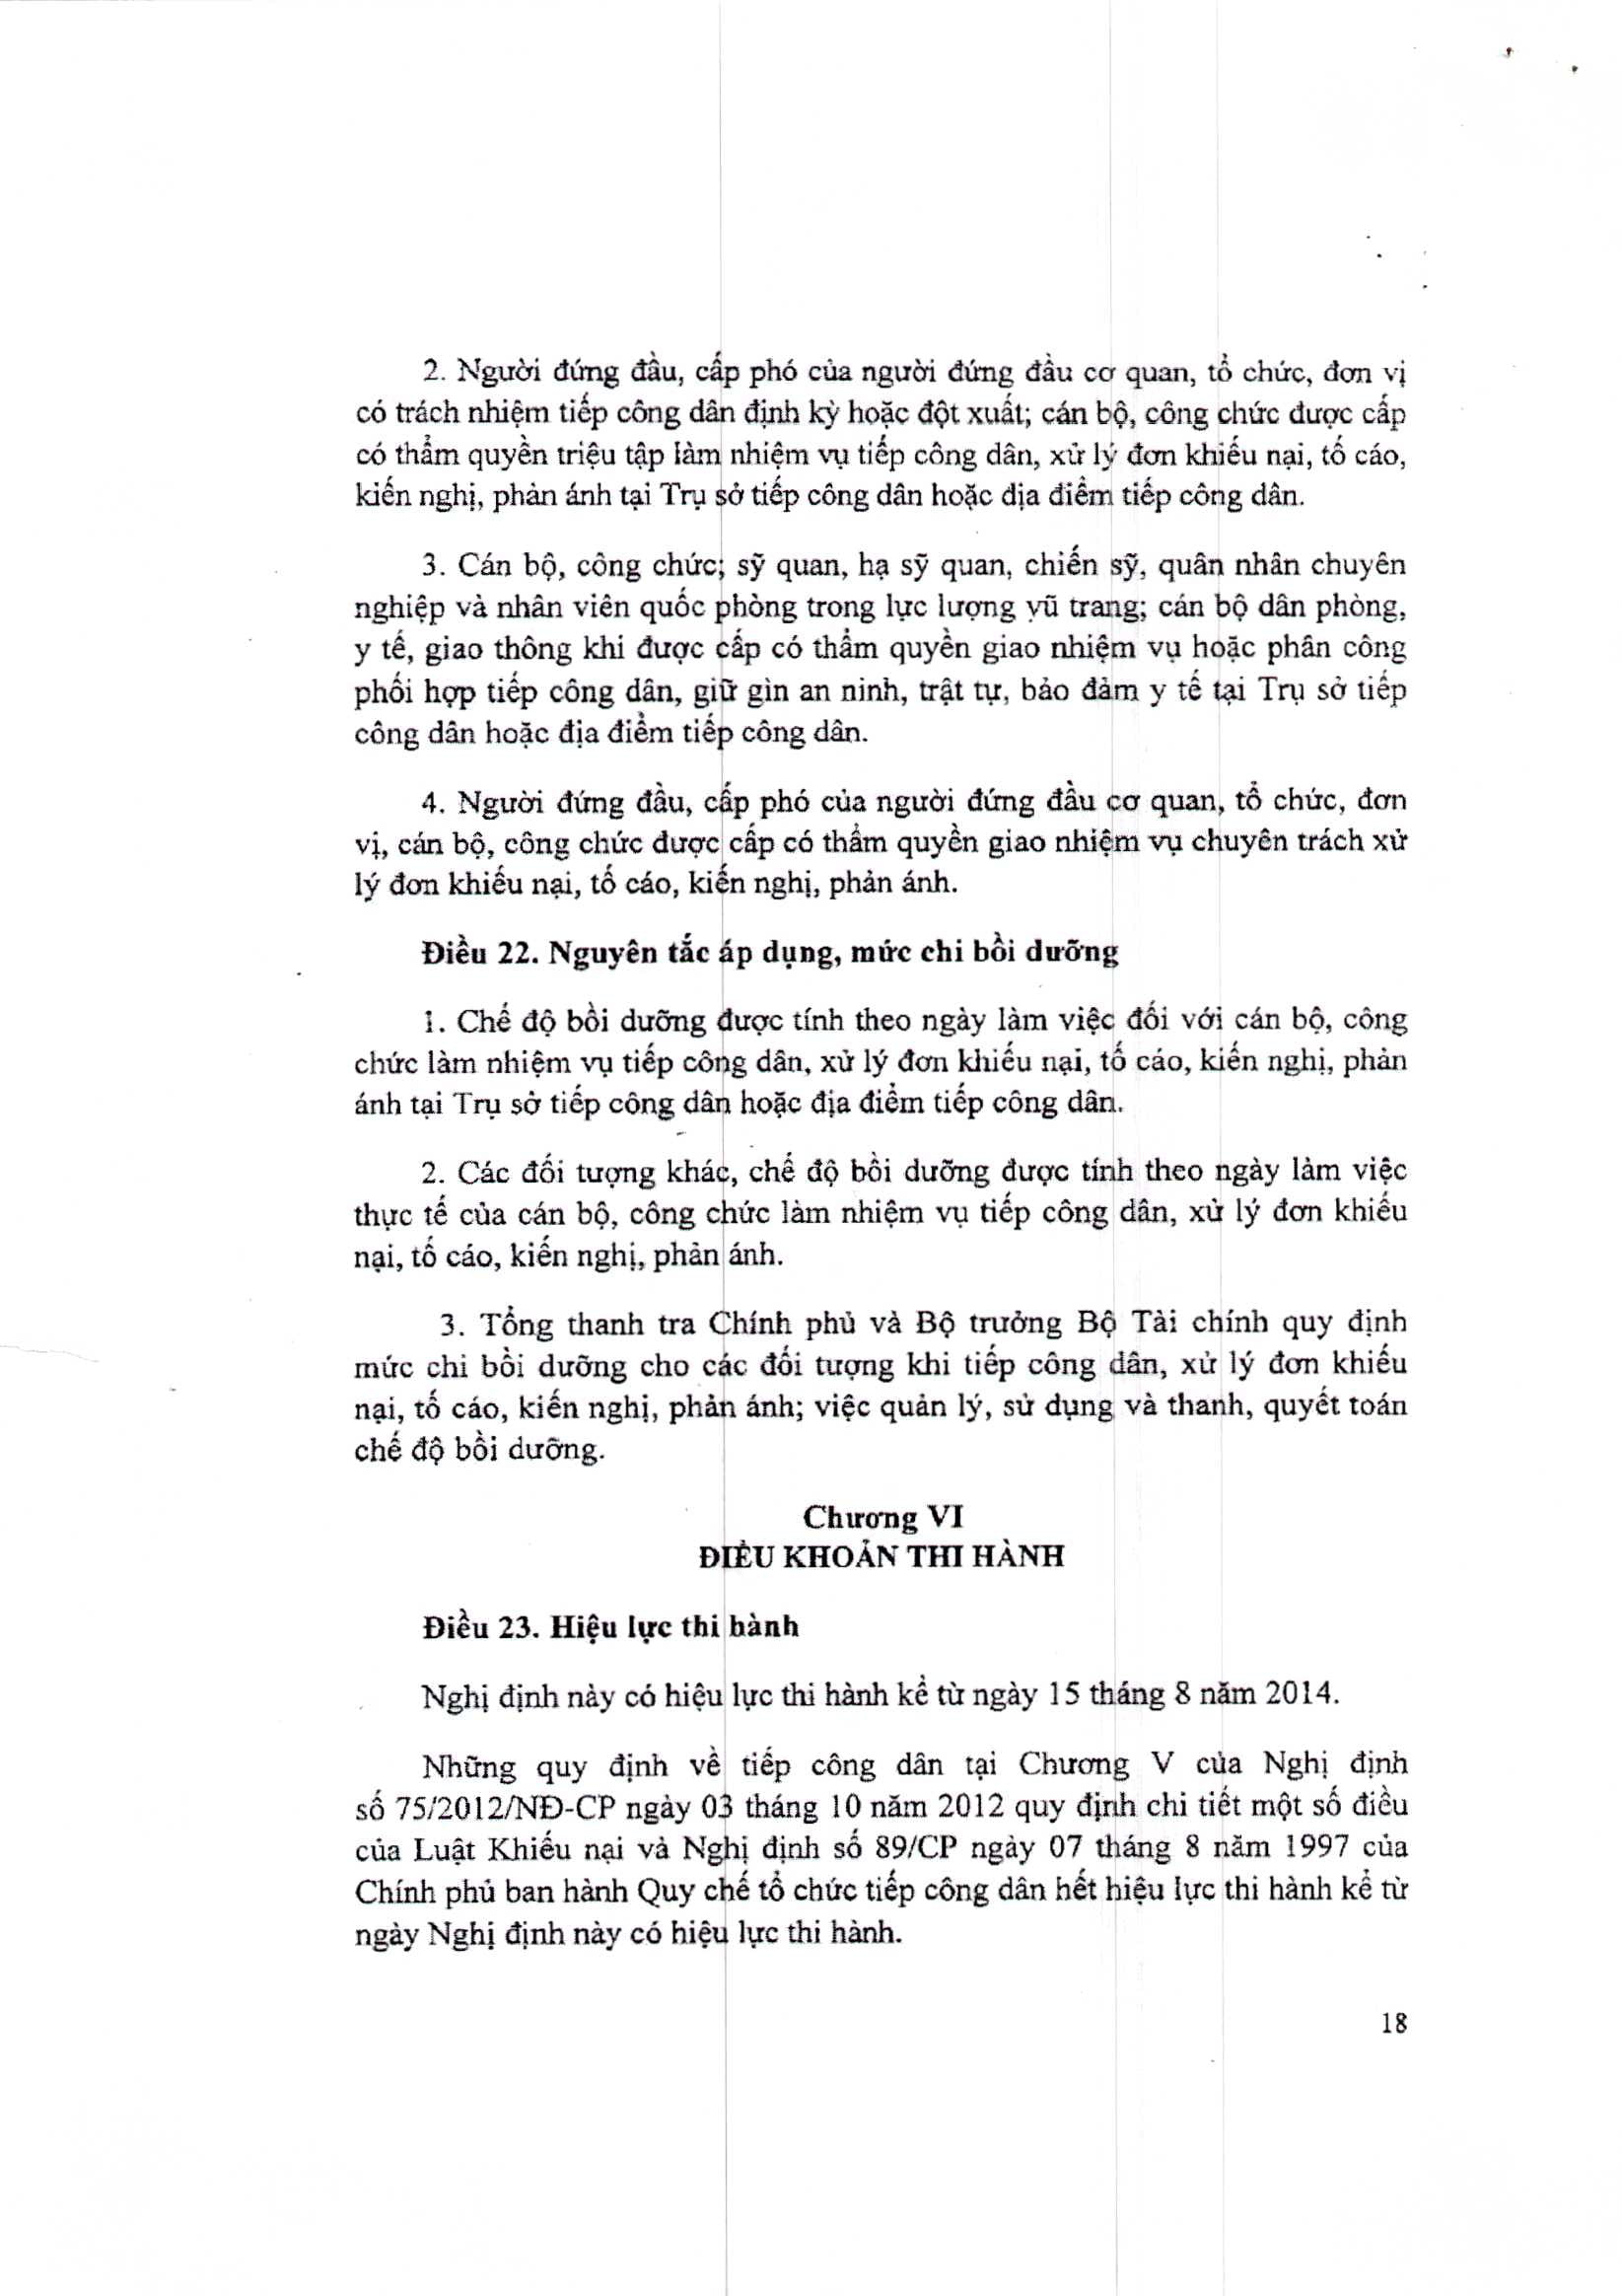 2. Người đứng đầu, cấp phó của người đứng đầu cơ quan, tổ chức, đơn vị
có trách nhiệm tiếp công dân định kỳ hoặc đột xuất; cán bộ, công chức được cấp
có thẩm quyền triệu tập làm nhiệm vụ tiếp công dân, xử lý đơn khiếu nại, tố cáo,
kiến nghị, phản ánh tại Trụ sở tiếp công dân hoặc địa điểm tiếp công dân.
3. Cán bộ, công chức; sỹ quan, hạ sỹ quan, chiến sỹ, quân nhân chuyên
nghiệp và nhân viên quốc phòng trong lực lượng vũ trang; cán bộ dân phòng,
y tế, giao thông khi được cấp có thẩm quyền giao nhiệm vụ hoặc phân công
phối hợp tiếp công dân, giữ gìn an ninh, trật tự, bảo đảm y tế tại Trụ sở tiếp
công dân hoặc địa điểm tiếp công dân.
4. Người đứng đầu, cấp phó của người đứng đầu cơ quan, tổ chức, đơn
vị, cán bộ, công chức được cấp có thẩm quyền giao nhiệm vụ chuyên trách xử
lý đơn khiếu nại, tố cáo, kiến nghị, phản ánh.
Điều 22. Nguyên tắc áp dụng, mức chi bồi dưỡng
1. Chế độ bồi dưỡng được tính theo ngày làm việc đối với cán bộ, công
chức làm nhiệm vụ tiếp công dân, xử lý đơn khiếu nại, tố cáo, kiến nghị, phản
ánh tại Trụ sở tiếp công dân hoặc địa điểm tiếp công dân.
2. Các đối tượng khác, chế độ bồi dưỡng được tính theo ngày làm việc
thực tế của cán bộ, công chức làm nhiệm vụ tiếp công dân, xử lý đơn khiếu
nại, tố cáo, kiến nghị, phản ánh.
3. Tổng thanh tra Chính phủ và Bộ trưởng Bộ Tài chính quy định
mức chi bồi dưỡng cho các đối tượng khi tiếp công dân, xử lý đơn khiếu
nại, tố cáo, kiến nghị, phản ánh; việc quản lý, sử dụng và thanh, quyết toán
chế độ bồi dưỡng.
Chương VI
ĐIỀU KHOẢN THI HÀNH
Điều 23. Hiệu lực thi hành
Nghị định này có hiệu lực thi hành kể từ ngày 15 tháng 8 năm 2014.
Những quy định về tiếp công dân tại Chương V của Nghị định
số 75/2012/NĐ-CP ngày 03 tháng 10 năm 2012 quy định chi tiết một số điều
của Luật Khiếu nại và Nghị định số 89/CP ngày 07 tháng 8 năm 1997 của
Chính phủ ban hành Quy chế tổ chức tiếp công dân hết hiệu lực thi hành kể từ
ngày Nghị định này có hiệu lực thi hành.
18